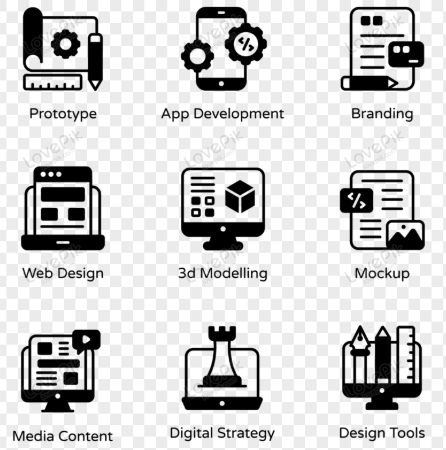 Prototype
App Development
Branding
Web Design
3d Modelling
Mockup
Media Content
Digital Strategy
Design Tools